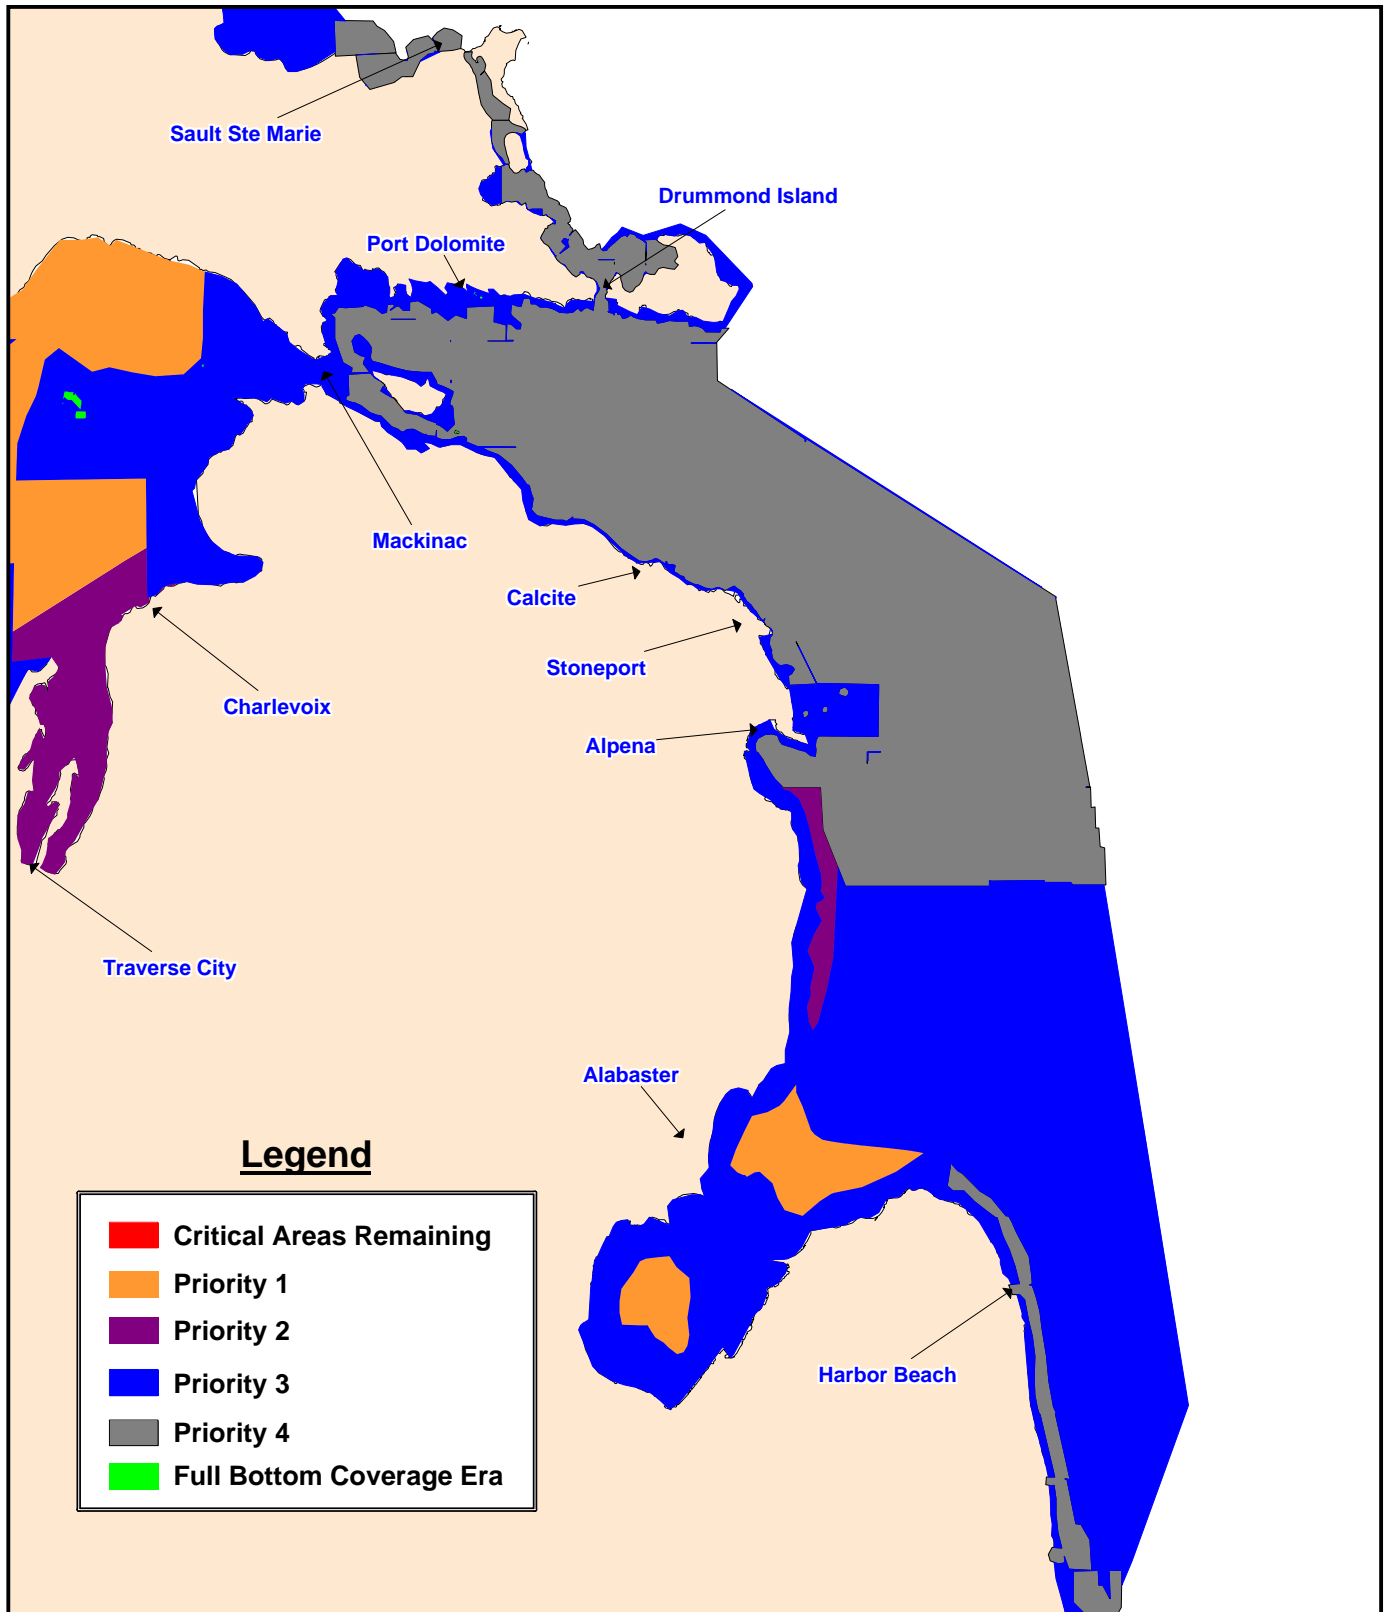 Sault Ste Marie
Drummond Island
Port Dolomite
Mackinac
Calcite
Stoneport
Charlevoix
Alpena
Traverse City
Alabaster
Harbor Beach
Legend
Critical Areas Remaining
Priority 1
Priority 2
Priority 3
Priority 4
Full Bottom Coverage Era